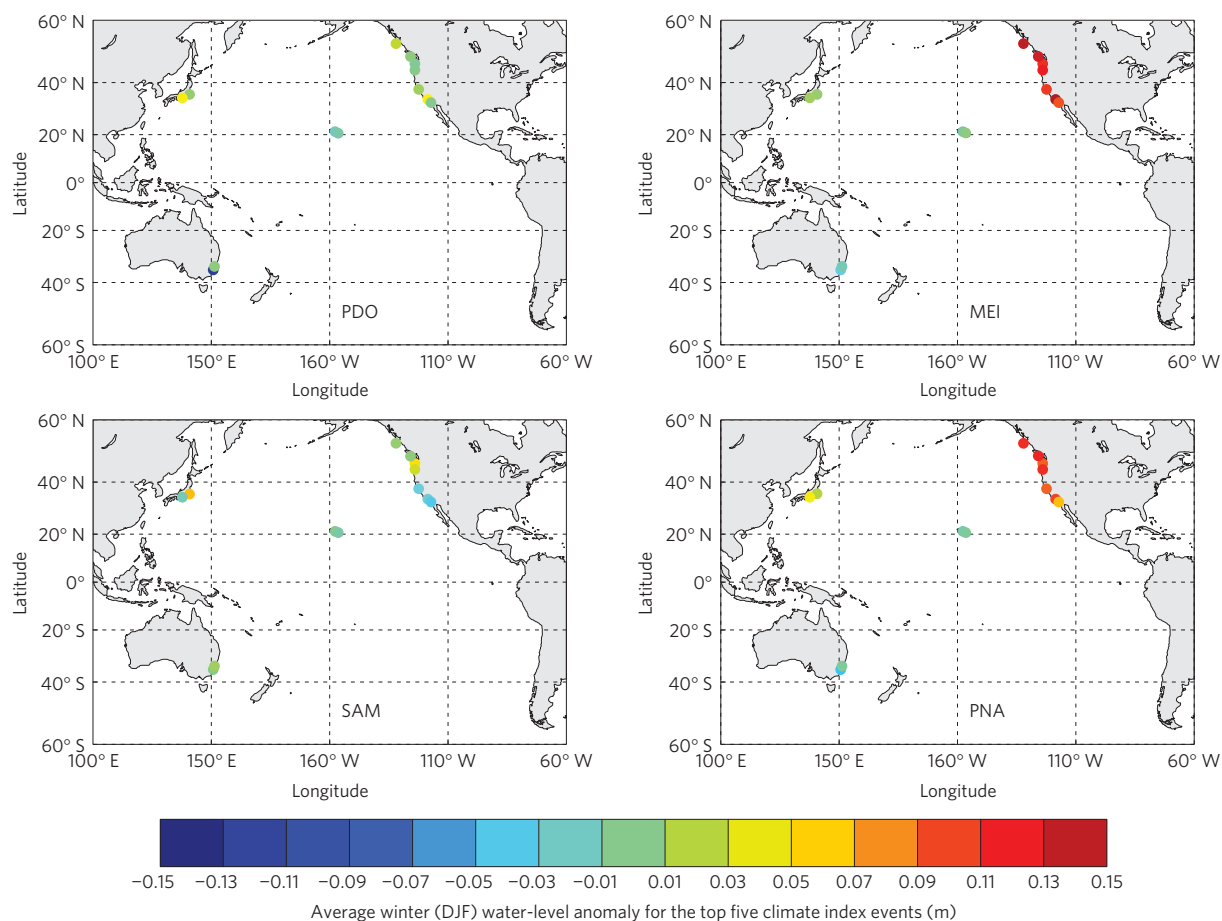 60° N
40° N
20° N
0°
20° S
40° S
60° S
Latitude
100° E 150° E 160° W 110° W 60° W
Longitude
PDO
60° N
40° N
20° N
0°
20° S
40° S
60° S
Latitude
100° E 150° E 160° W 110° W 60° W
Longitude
MEI
60° N
40° N
20° N
0°
20° S
40° S
60° S
Latitude
100° E 150° E 160° W 110° W 60° W
Longitude
SAM
60° N
40° N
20° N
0°
20° S
40° S
60° S
Latitude
100° E 150° E 160° W 110° W 60° W
Longitude
PNA
−0.15 −0.13 −0.11 −0.09 −0.07 −0.05 −0.03 −0.01 0.01 0.03 0.05 0.07 0.09 0.11 0.13 0.15
Average winter (DJF) water-level anomaly for the top five climate index events (m)